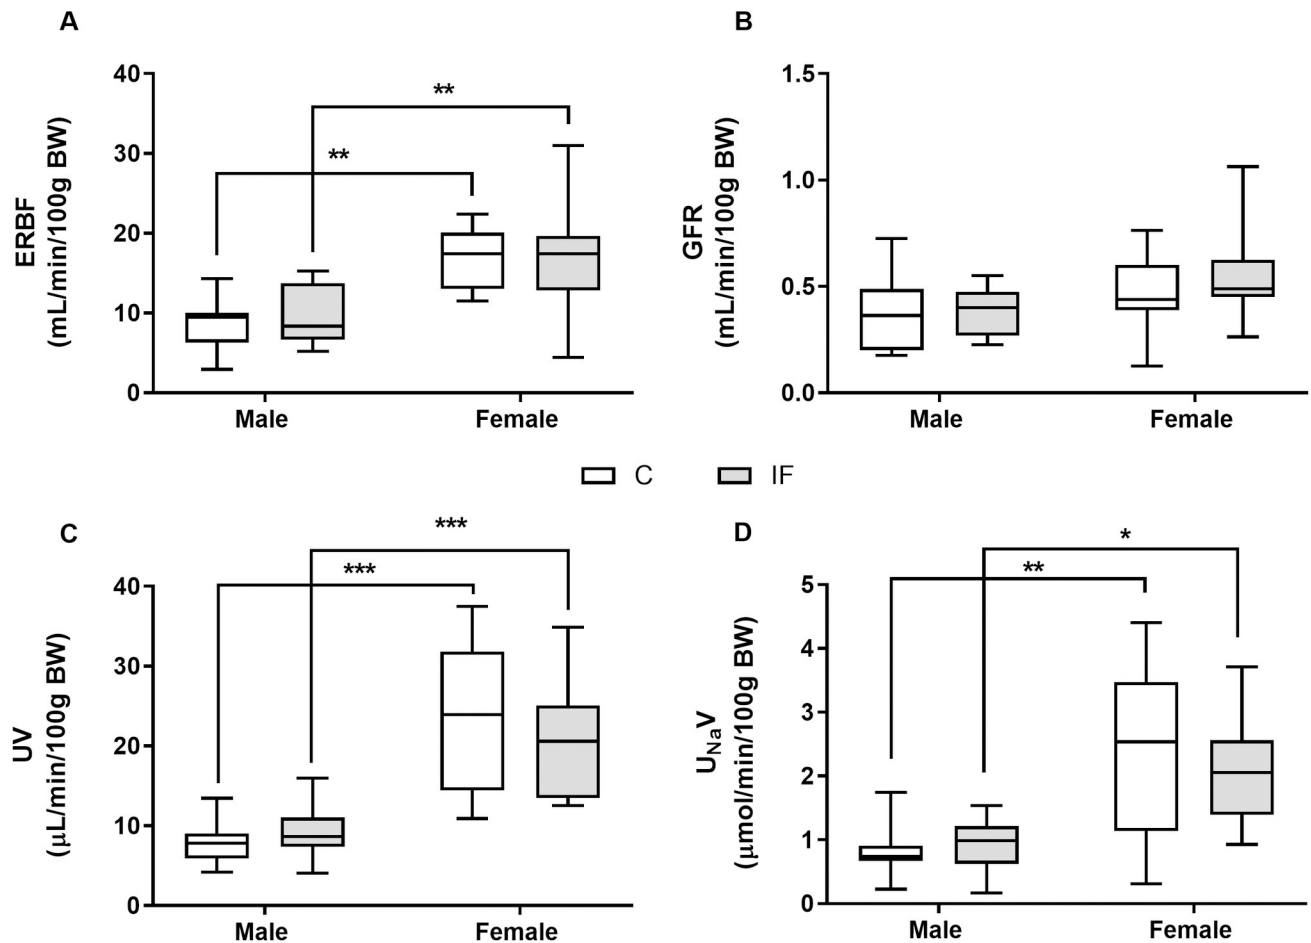 A
ERBF
(mL/min/100g BW)
40
30
20
10
0
**
**
Male
Female
B
GFR
(mL/min/100g BW)
1.5
1.0
0.5
0.0
Male
Female
C
IF
C
UV
(μL/min/100g BW)
40
30
20
10
0
***
***
Male
Female
D
UNaV
(μmol/min/100g BW)
5
4
3
2
1
0
*
**
Male
Female